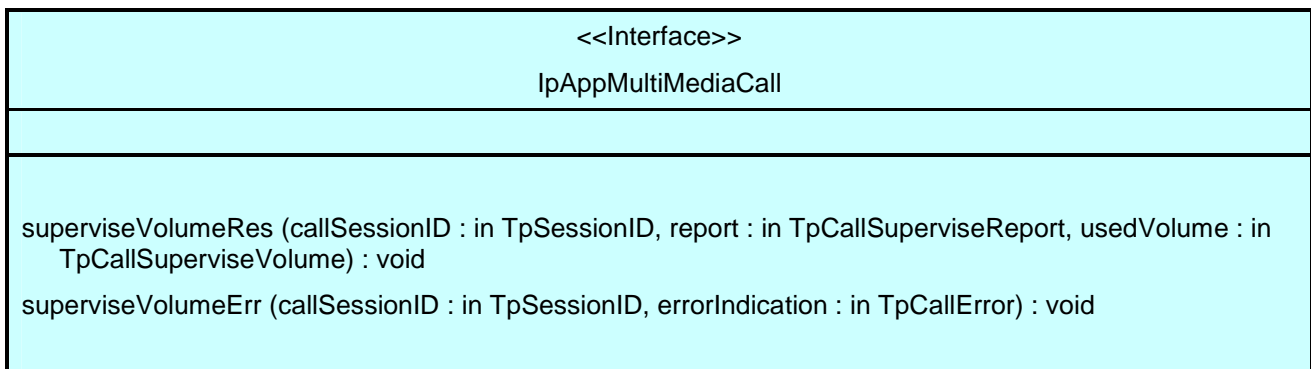 <<Interface>>
IpAppMultiMediaCall
superviseVolumeRes (callSessionID : in TpSessionID, report : in TpCallSuperviseReport, usedVolume : in
TpCallSuperviseVolume) : void
superviseVolumeErr (callSessionID : in TpSessionID, errorIndication : in TpCallError) : void